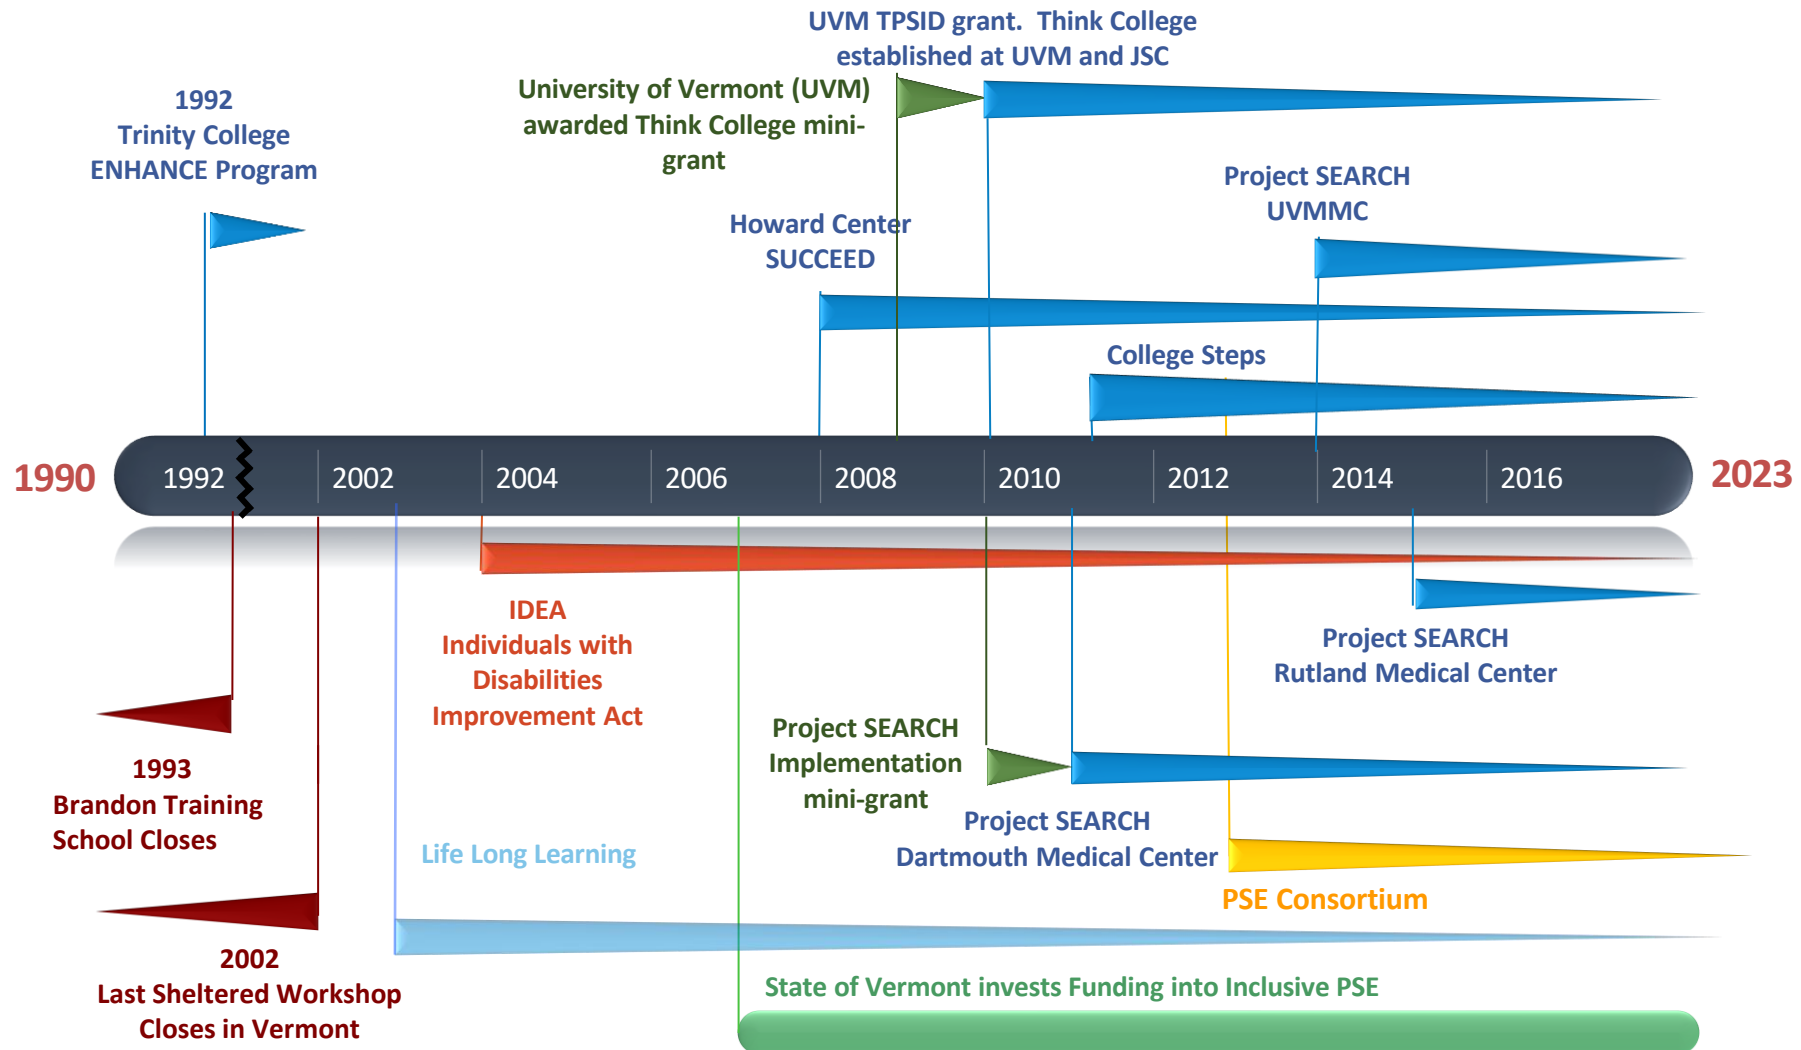 UVM TPSID grant.  Think College
established at UVM and JSC
University of Vermont (UVM)
awarded Think College mini-
grant
1992
Trinity College
ENHANCE Program
Project SEARCH
UVMMC
Howard Center
SUCCEED
College Steps
1990
1992
2002
2004
2006
2008
2010
2012
2014
2016
2023
IDEA
Individuals with
Disabilities
Improvement Act
Project SEARCH
Rutland Medical Center
Project SEARCH
Implementation
mini-grant
1993
Brandon Training
School Closes
Project SEARCH
Dartmouth Medical Center
Life Long Learning
PSE Consortium
2002
Last Sheltered Workshop
Closes in Vermont
State of Vermont invests Funding into Inclusive PSE